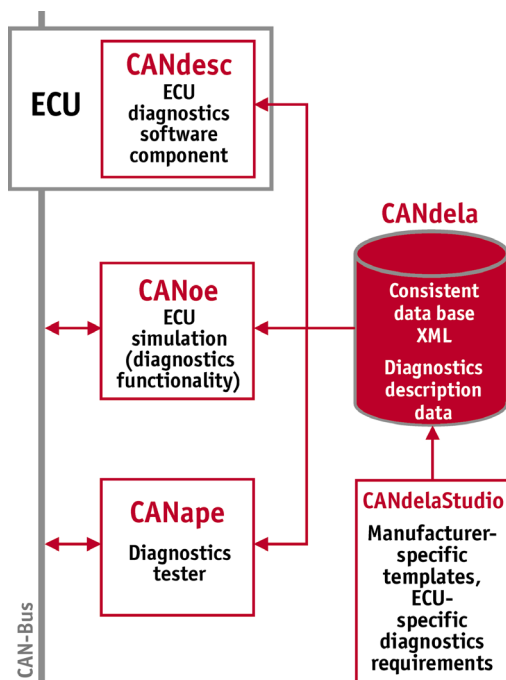 ECU
CANdesc
ECU
diagnostics
software
component
CANdela
Consistent
data base
XML
Diagnostics
description
data
CANoe
ECU
simulation
(diagnostics
functionality)
CANape
Diagnostics
tester
CANdelaStudio
Manufacturer-
specific
templates,
ECU-
specific
diagnostics
requirements
CAN-Bus